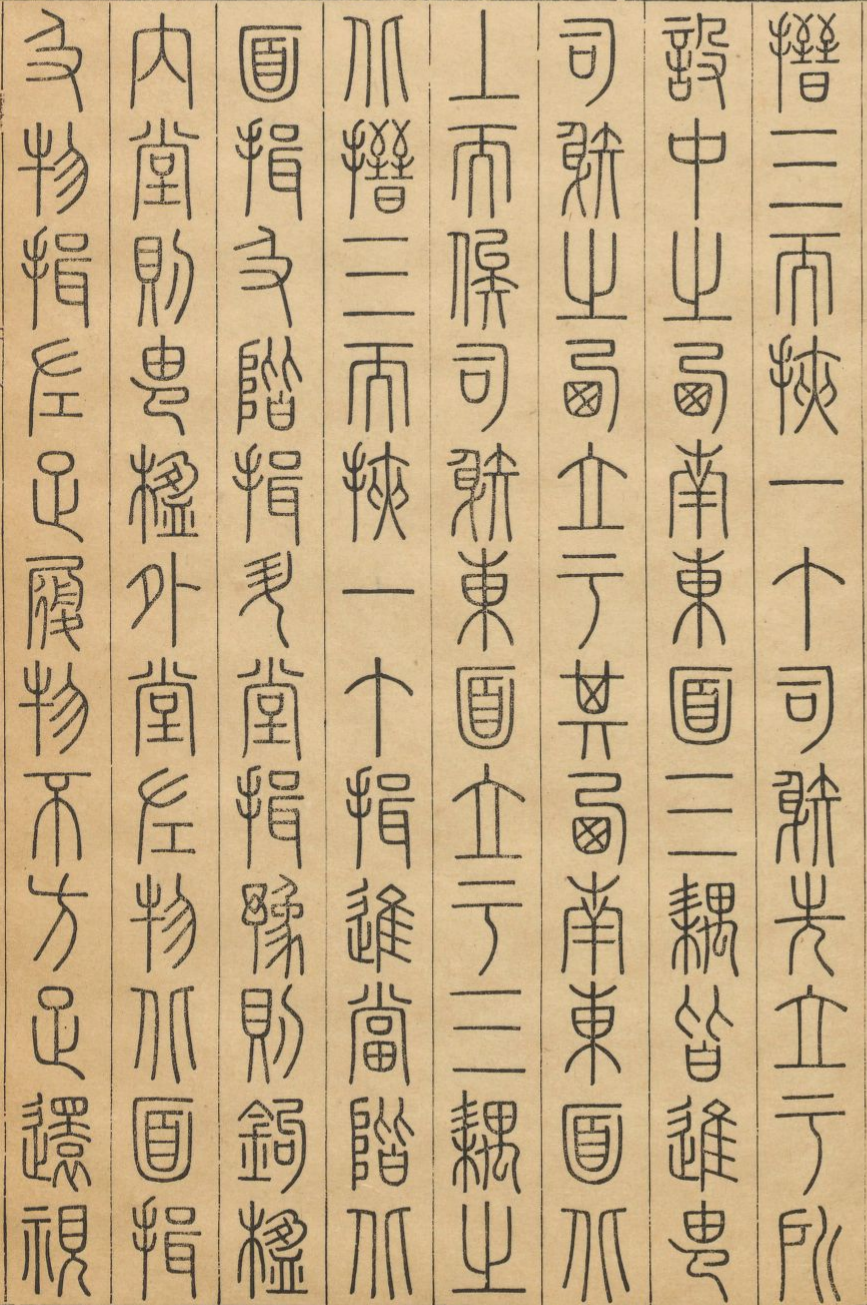 搢三而挾一个司射先立于所
設中之西南東面三耦皆進由
司射之西立于其西南東面北
上而俟司射東面立于三耦之
北搢三而挾一个揖進當階北
面揖及階揖升堂揖豫則鉤楹
內堂則由楹外堂左物北面揖
及物揖左足履物不方足還視